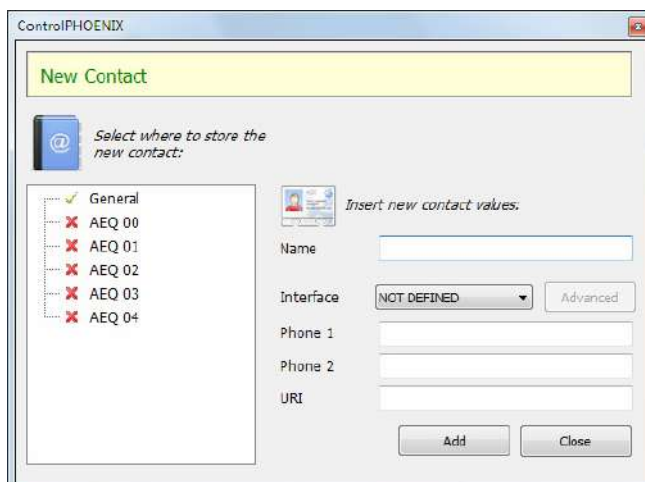 ControlPHOENIX
New Contact
@
Select where to store the
new contact:
General
AEQ 00
AEQ 01
AEQ 02
AEQ 03
AEQ 04
Insert new contact values.
Name
Interface
NOT DEFINED
Advanced
Phone 1
Phone 2
URI
Add
Close